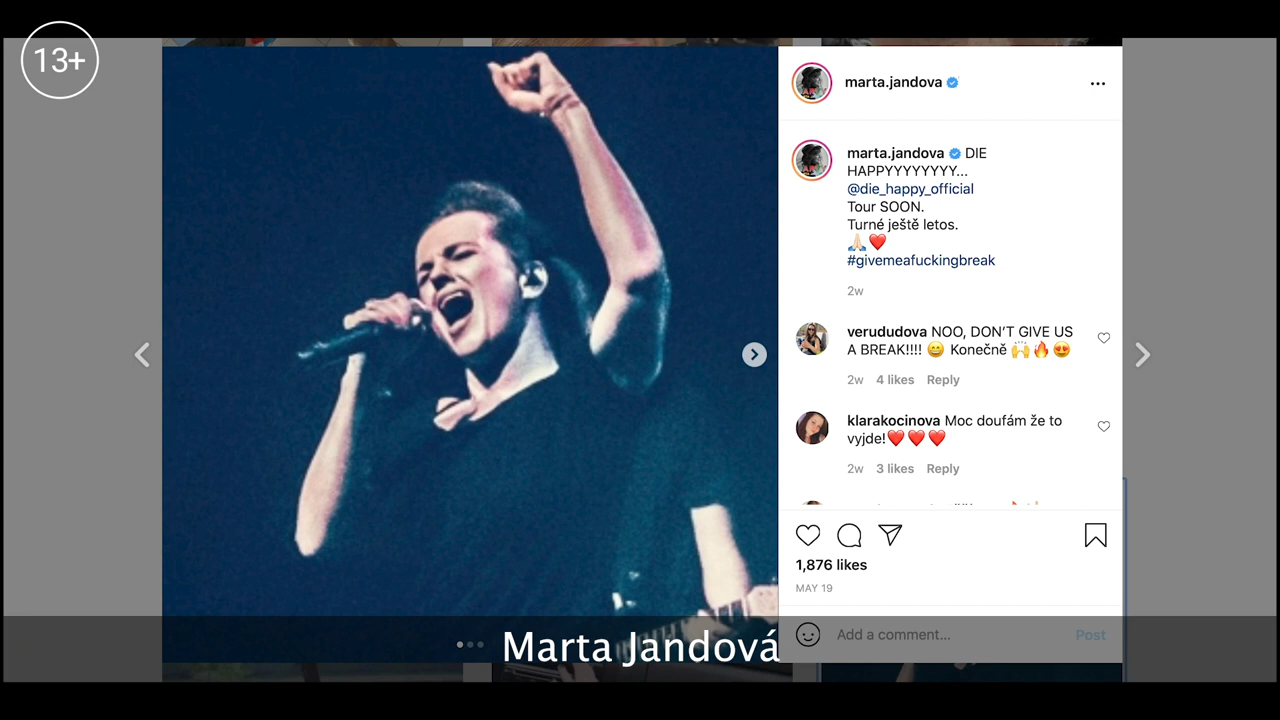 13+
marta.jandova
marta.jandova DIE
HAPPYYYYYYYY...
@die_happy_official
Tour SOON.
Turné ještě letos.
🙏🏻❤️
#givemeafuckingbreak
2w
verududova NOO, DON'T GIVE US
A BREAK!!!! 😄 Konečně 🙌🔥😍
2w 4 likes Reply
klarakocinova Moc doufám že to
vyjde!❤️❤️❤️
2w 3 likes Reply
1,876 likes
MAY 19
Add a comment... Post
Marta Jandová